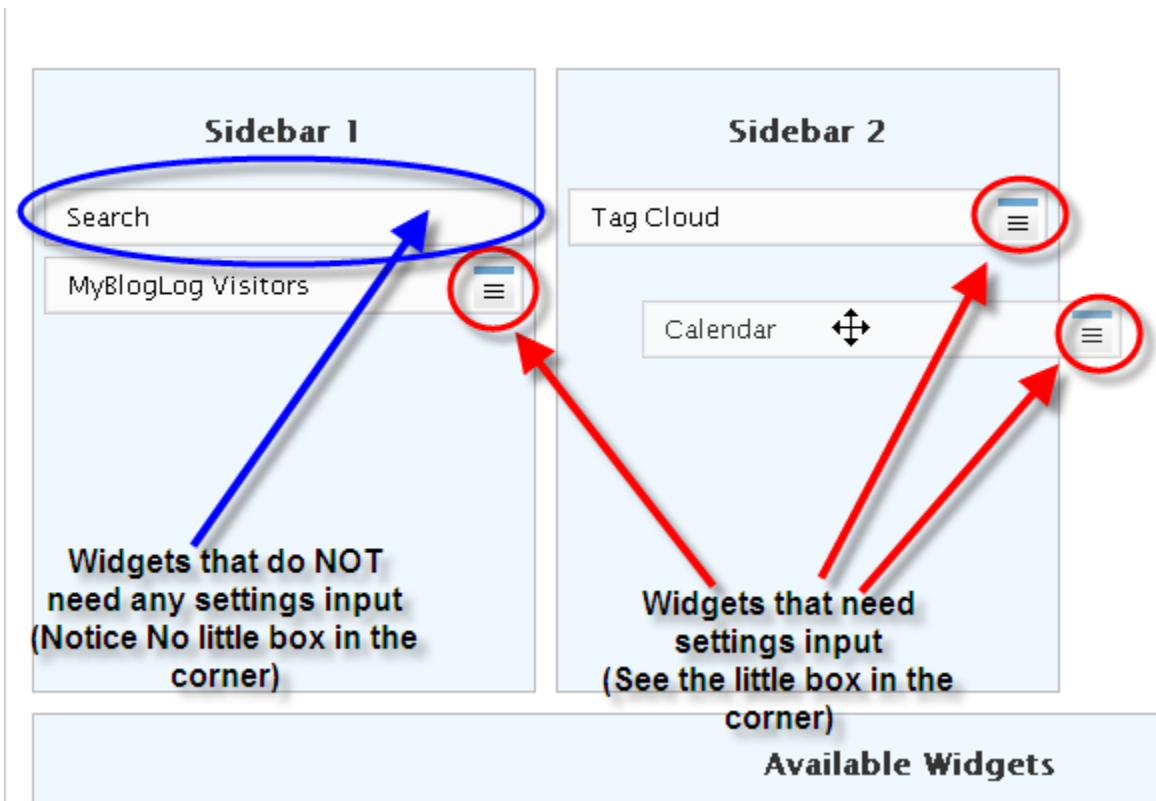 Sidebar 1
Search
MyBlogLog Visitors
Sidebar 2
Tag Cloud
Calendar
Widgets that do NOT
need any settings input
(Notice No little box in the
corner)
Widgets that need
settings input
(See the little box in the
corner)
Available Widgets